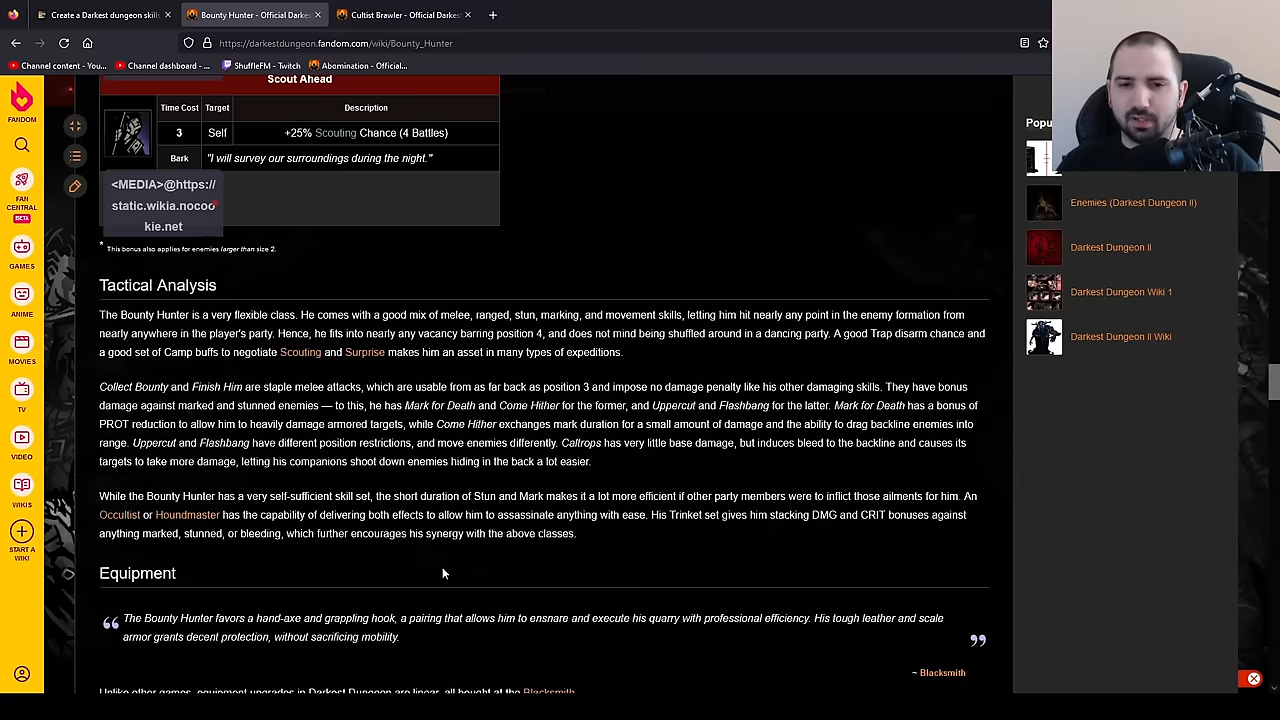 Create a Darkest dungeon skills
Bounty Hunter - Official Darkes
Cultist Brawler - Official Darkest
https://darkestdungeon.fandom.com/wiki/Bounty_Hunter
Channel content - You...
Channel dashboard - ...
ShuffleFM - Twitch
Abomination - Official...
FANDOM
FAN CENTRAL
BETA
GAMES
ANIME
MOVIES
TV
VIDEO
WIKIS
START A WIKI
Scout Ahead
Time Cost Target Description
3 Self +25% Scouting Chance (4 Battles)
Bark "I will survey our surroundings during the night."
<MEDIA>@https://
static.wikia.nocoo
kie.net
* This bonus also applies for enemies larger than size 2.
Tactical Analysis
The Bounty Hunter is a very flexible class. He comes with a good mix of melee, ranged, stun, marking, and movement skills, letting him hit nearly any point in the enemy formation from
nearly anywhere in the player's party. Hence, he fits into nearly any vacancy barring position 4, and does not mind being shuffled around in a dancing party. A good Trap disarm chance and
a good set of Camp buffs to negotiate Scouting and Surprise makes him an asset in many types of expeditions.
Collect Bounty and Finish Him are staple melee attacks, which are usable from as far back as position 3 and impose no damage penalty like his other damaging skills. They have bonus
damage against marked and stunned enemies — to this, he has Mark for Death and Come Hither for the former, and Uppercut and Flashbang for the latter. Mark for Death has a bonus of
PROT reduction to allow him to heavily damage armored targets, while Come Hither exchanges mark duration for a small amount of damage and the ability to drag backline enemies into
range. Uppercut and Flashbang have different position restrictions, and move enemies differently. Caltrops has very little base damage, but induces bleed to the backline and causes its
targets to take more damage, letting his companions shoot down enemies hiding in the back a lot easier.
While the Bounty Hunter has a very self-sufficient skill set, the short duration of Stun and Mark makes it a lot more efficient if other party members were to inflict those ailments for him. An
Occultist or Houndmaster has the capability of delivering both effects to allow him to assassinate anything with ease. His Trinket set gives him stacking DMG and CRIT bonuses against
anything marked, stunned, or bleeding, which further encourages his synergy with the above classes.
Equipment
The Bounty Hunter favors a hand-axe and grappling hook, a pairing that allows him to ensnare and execute his quarry with professional efficiency. His tough leather and scale
armor grants decent protection, without sacrificing mobility.
~ Blacksmith
Unlike other games, equipment upgrades in Darkest Dungeon are linear, all bought at the Blacksmith.
Popu
Enemies (Darkest Dungeon II)
Darkest Dungeon II
Darkest Dungeon Wiki 1
Darkest Dungeon II Wiki